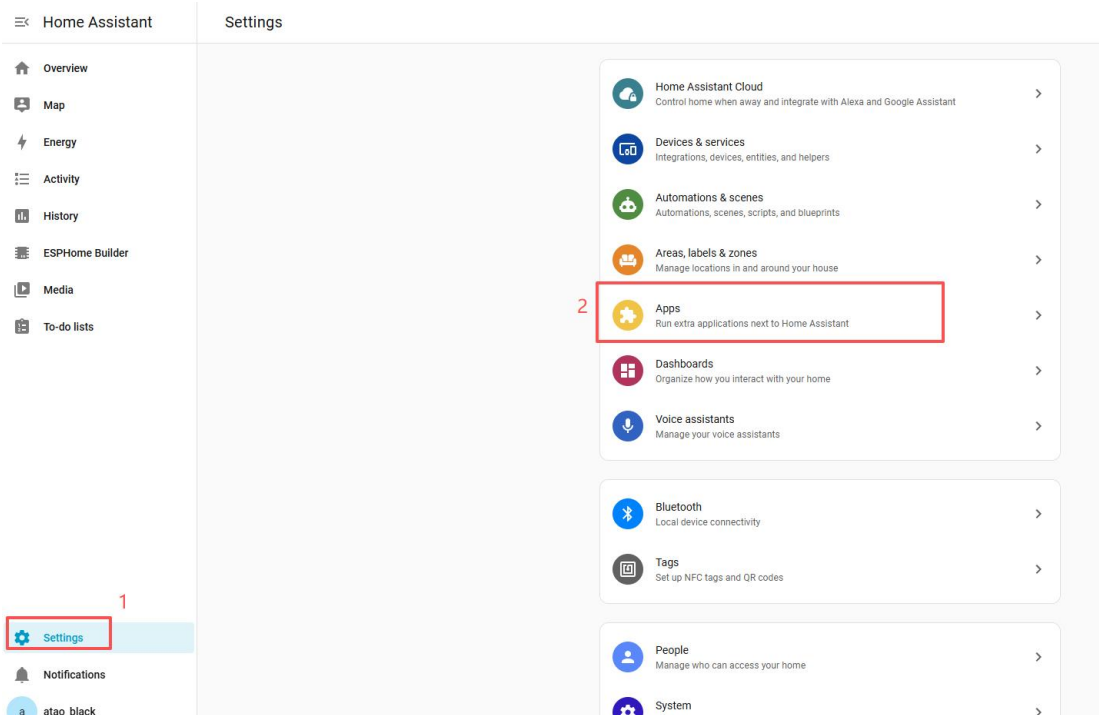 Home Assistant
Settings
Overview
Map
Energy
Activity
History
ESPHome Builder
Media
To-do lists
1
Settings
Notifications
a
atao_black
Home Assistant Cloud
Control home when away and integrate with Alexa and Google Assistant
Devices & services
Integrations, devices, entities, and helpers
Automations & scenes
Automations, scenes, scripts, and blueprints
Areas, labels & zones
Manage locations in and around your house
2
Apps
Run extra applications next to Home Assistant
Dashboards
Organize how you interact with your home
Voice assistants
Manage your voice assistants
Bluetooth
Local device connectivity
Tags
Set up NFC tags and QR codes
People
Manage who can access your home
System